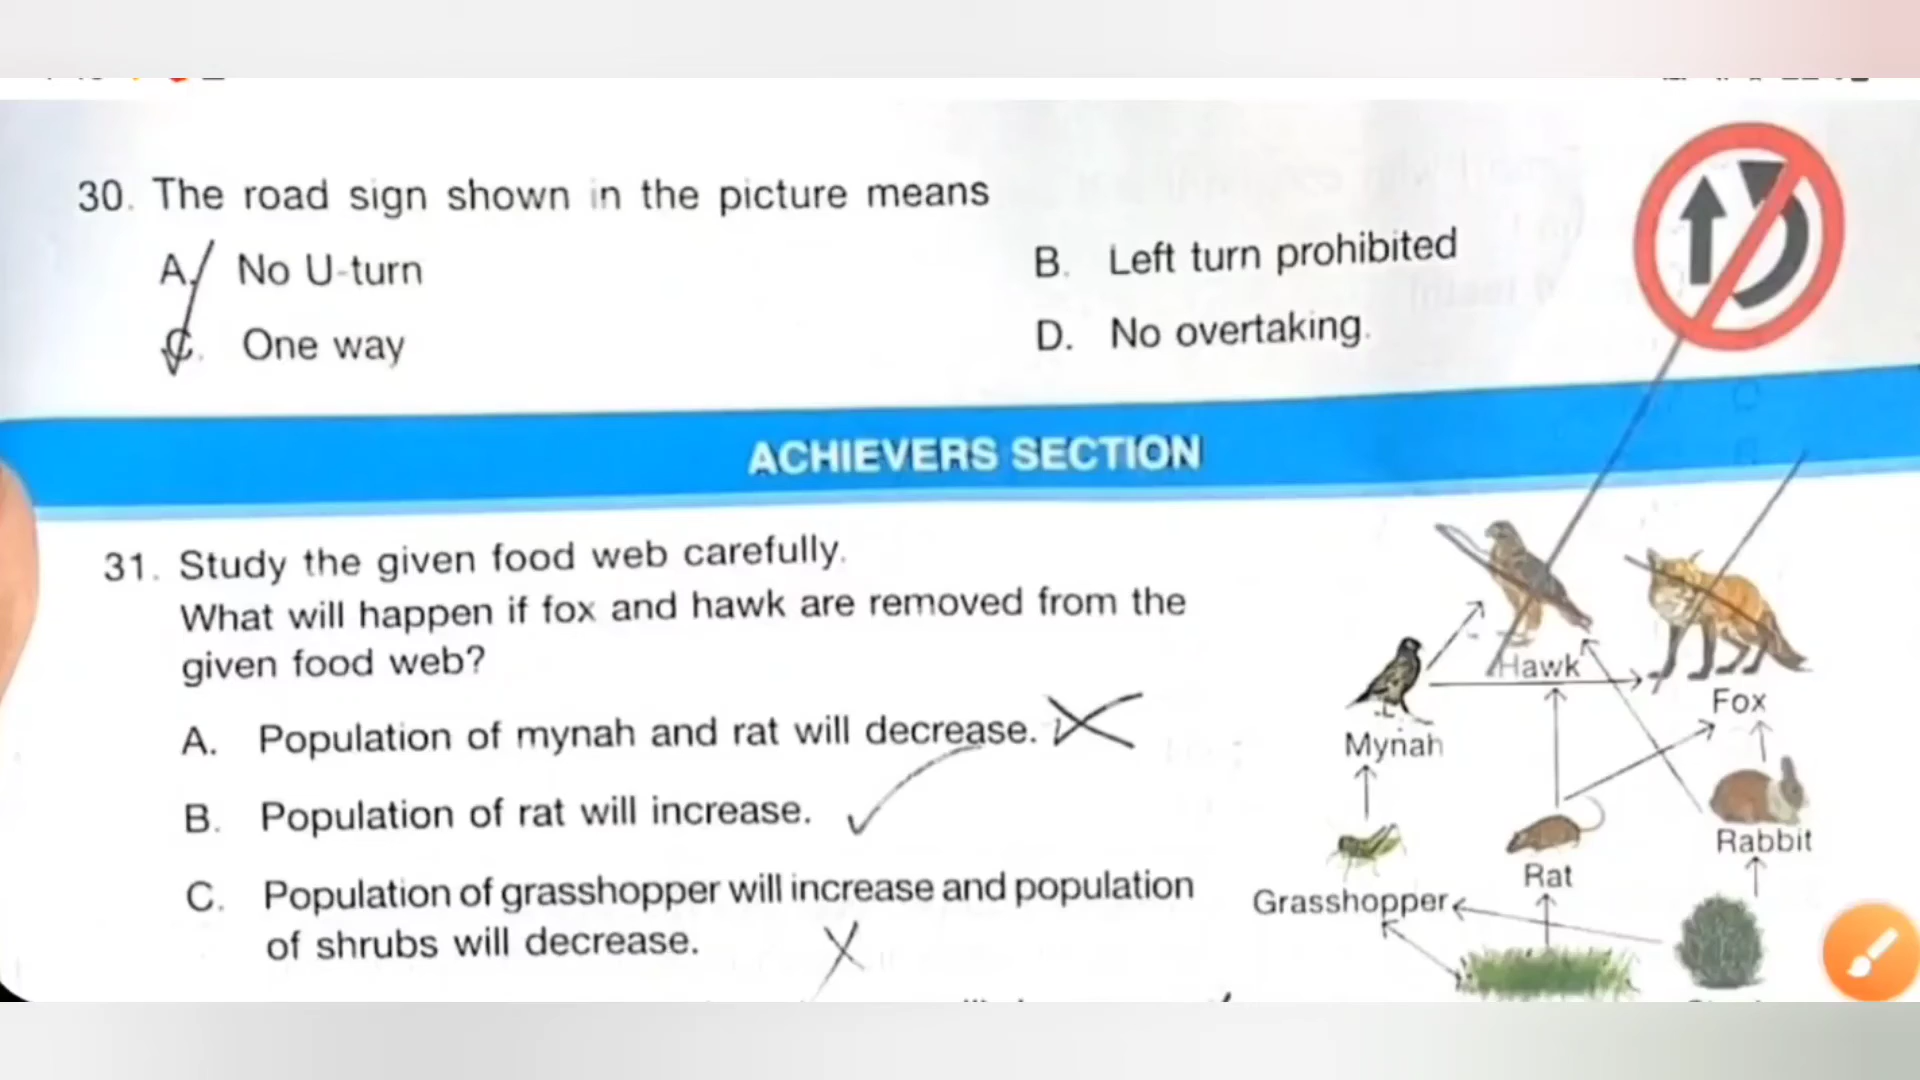 30. The road sign shown in the picture means
A. No U-turn
B. Left turn prohibited
C. One way
D. No overtaking.
ACHIEVERS SECTION
31. Study the given food web carefully.
What will happen if fox and hawk are removed from the
given food web?
A. Population of mynah and rat will decrease.
B. Population of rat will increase.
C. Population of grasshopper will increase and population
of shrubs will decrease.
Hawk
Fox
Mynah
Rabbit
Rat
Grasshopper